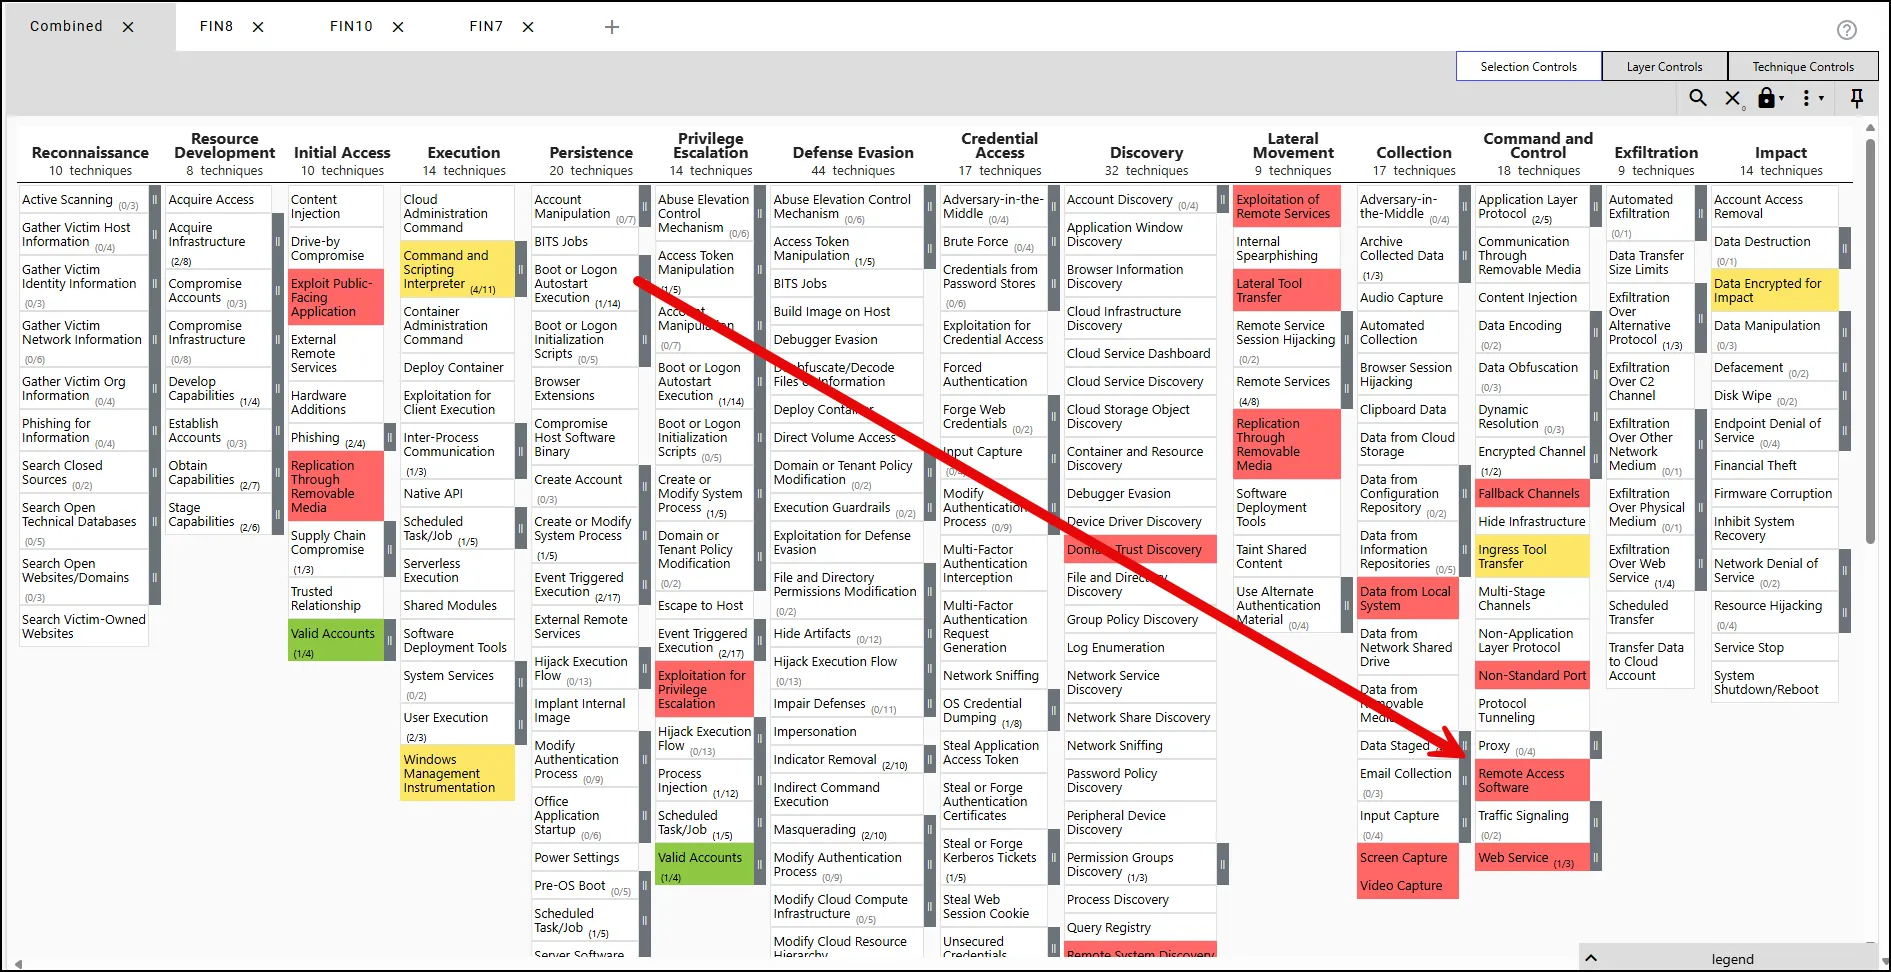 Combined
FIN8
FIN10
FIN7
Selection Controls
Layer Controls
Technique Controls
0
Reconnaissance
10 techniques
Active Scanning (0/3)
Gather Victim Host
Information (0/4)
Gather Victim
Identity Information
(0/3)
Gather Victim
Network Information
(0/6)
Gather Victim Org
Information (0/4)
Phishing for
Information (0/4)
Search Closed
Sources (0/2)
Search Open
Technical Databases
(0/5)
Search Open
Websites/Domains
(0/3)
Search Victim-Owned
Websites
Resource
Development
8 techniques
Acquire Access
Acquire
Infrastructure
(2/8)
Compromise
Accounts (0/3)
Compromise
Infrastructure
(0/8)
Develop
Capabilities (1/4)
Establish
Accounts (0/3)
Obtain
Capabilities (2/7)
Stage
Capabilities (2/6)
Initial Access
10 techniques
Content
Injection
Drive-by
Compromise
Exploit Public-
Facing
Application
External
Remote
Services
Hardware
Additions
Phishing (2/4)
Replication
Through
Removable
Media
Supply Chain
Compromise
(1/3)
Trusted
Relationship
Valid Accounts
(1/4)
Execution
14 techniques
Cloud
Administration
Command
Command and
Scripting
Interpreter (4/11)
Container
Administration
Command
Deploy Container
Exploitation for
Client Execution
Inter-Process
Communication
(1/3)
Native API
Scheduled
Task/Job (1/5)
Serverless
Execution
Shared Modules
Software
Deployment Tools
System Services
(0/2)
User Execution
(2/3)
Windows
Management
Instrumentation
Persistence
20 techniques
Account
Manipulation (0/7)
BITS Jobs
Boot or Logon
Autostart
Execution (1/14)
Boot or Logon
Initialization
Scripts (0/5)
Browser
Extensions
Compromise
Host Software
Binary
Create Account
(0/3)
Create or Modify
System Process
(1/5)
Event Triggered
Execution (2/17)
External Remote
Services
Hijack Execution
Flow (0/13)
Implant Internal
Image
Modify
Authentication
Process (0/9)
Office
Application
Startup (0/6)
Power Settings
Pre-OS Boot (0/5)
Scheduled
Task/Job (1/5)
Server Software
Privilege
Escalation
14 techniques
Abuse Elevation
Control
Mechanism (0/6)
Access Token
Manipulation
(1/5)
Account
Manipulation
(0/7)
Boot or Logon
Autostart
Execution (1/14)
Boot or Logon
Initialization
Scripts (0/5)
Create or
Modify System
Process (1/5)
Domain or
Tenant Policy
Modification
(0/2)
Escape to Host
Event Triggered
Execution (2/17)
Exploitation for
Privilege
Escalation
Hijack Execution
Flow (0/13)
Process
Injection (1/12)
Scheduled
Task/Job (1/5)
Valid Accounts
(1/4)
Defense Evasion
44 techniques
Abuse Elevation Control
Mechanism (0/6)
Access Token
Manipulation (1/5)
BITS Jobs
Build Image on Host
Debugger Evasion
Deobfuscate/Decode
Files or Information
Deploy Container
Direct Volume Access
Domain or Tenant Policy
Modification (0/2)
Execution Guardrails (0/2)
Exploitation for Defense
Evasion
File and Directory
Permissions Modification
(0/2)
Hide Artifacts (0/12)
Hijack Execution Flow
(0/13)
Impair Defenses (0/11)
Impersonation
Indicator Removal (2/10)
Indirect Command
Execution
Masquerading (2/10)
Modify Authentication
Process (0/9)
Modify Cloud Compute
Infrastructure (0/5)
Modify Cloud Resource
Hierarchy
Credential
Access
17 techniques
Adversary-in-the-
Middle (0/4)
Brute Force (0/4)
Credentials from
Password Stores
(0/6)
Exploitation for
Credential Access
Forced
Authentication
Forge Web
Credentials (0/2)
Input Capture
(0/4)
Modify
Authentication
Process (0/9)
Multi-Factor
Authentication
Interception
Multi-Factor
Authentication
Request
Generation
Network Sniffing
OS Credential
Dumping (1/8)
Steal Application
Access Token
Steal or Forge
Authentication
Certificates
Steal or Forge
Kerberos Tickets
(1/5)
Steal Web
Session Cookie
Unsecured
Credentials
Discovery
32 techniques
Account Discovery (0/4)
Application Window
Discovery
Browser Information
Discovery
Cloud Infrastructure
Discovery
Cloud Service Dashboard
Cloud Service Discovery
Cloud Storage Object
Discovery
Container and Resource
Discovery
Debugger Evasion
Device Driver Discovery
Domain Trust Discovery
File and Directory
Discovery
Group Policy Discovery
Log Enumeration
Network Service
Discovery
Network Share Discovery
Network Sniffing
Password Policy
Discovery
Peripheral Device
Discovery
Permission Groups
Discovery (1/3)
Process Discovery
Query Registry
Remote System Discovery
Lateral
Movement
9 techniques
Exploitation of
Remote Services
Internal
Spearphishing
Lateral Tool
Transfer
Remote Service
Session Hijacking
(0/2)
Remote Services
(4/8)
Replication
Through
Removable
Media
Software
Deployment
Tools
Taint Shared
Content
Use Alternate
Authentication
Material (0/4)
Collection
17 techniques
Adversary-in-
the-Middle (0/4)
Archive
Collected Data
(1/3)
Audio Capture
Automated
Collection
Browser Session
Hijacking
Clipboard Data
Data from Cloud
Storage
Data from
Configuration
Repository (0/2)
Data from
Information
Repositories (0/5)
Data from Local
System
Data from
Network Shared
Drive
Data from
Removable
Media
Data Staged
Email Collection
(0/3)
Input Capture
(0/4)
Screen Capture
Video Capture
Command and
Control
18 techniques
Application Layer
Protocol (2/5)
Communication
Through
Removable Media
Content Injection
Data Encoding
(0/2)
Data Obfuscation
(0/3)
Dynamic
Resolution (0/3)
Encrypted Channel
(1/2)
Fallback Channels
Hide Infrastructure
Ingress Tool
Transfer
Multi-Stage
Channels
Non-Application
Layer Protocol
Non-Standard Port
Protocol
Tunneling
Proxy (0/4)
Remote Access
Software
Traffic Signaling
(0/2)
Web Service (1/3)
Exfiltration
9 techniques
Automated
Exfiltration
(0/1)
Data Transfer
Size Limits
Exfiltration
Over
Alternative
Protocol (1/3)
Exfiltration
Over C2
Channel
Exfiltration
Over Other
Network
Medium (0/1)
Exfiltration
Over Physical
Medium (0/1)
Exfiltration
Over Web
Service (1/4)
Scheduled
Transfer
Transfer Data
to Cloud
Account
Impact
14 techniques
Account Access
Removal
Data Destruction
(0/1)
Data Encrypted for
Impact
Data Manipulation
(0/3)
Defacement (0/2)
Disk Wipe (0/2)
Endpoint Denial of
Service (0/4)
Financial Theft
Firmware Corruption
Inhibit System
Recovery
Network Denial of
Service (0/2)
Resource Hijacking
(0/4)
Service Stop
System
Shutdown/Reboot
legend